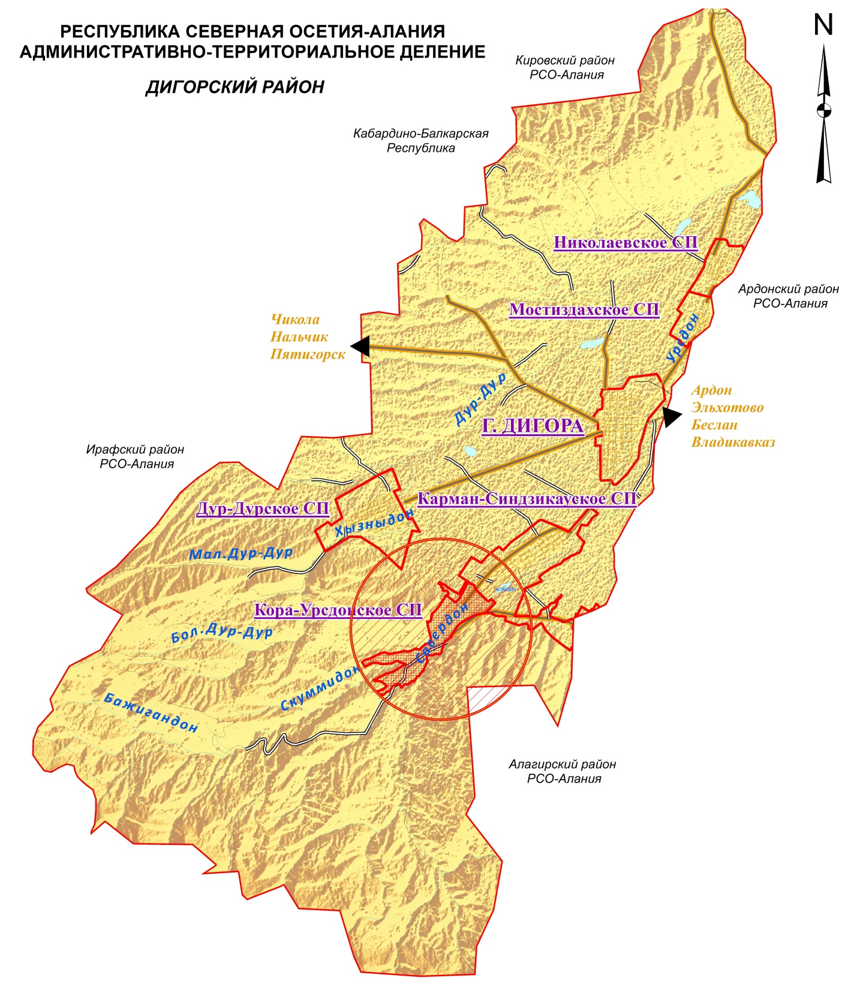 РЕСПУБЛИКА СЕВЕРНАЯ ОСЕТИЯ-АЛАНИЯ
АДМИНИСТРАТИВНО-ТЕРРИТОРИАЛЬНОЕ ДЕЛЕНИЕ
ДИГОРСКИЙ РАЙОН
N
Кировский район
РСО-Алания
Кабардино-Балкарская
Республика
Николаевское СП
Ардонский район
РСО-Алания
Мостиздахское СП
Чикола
Нальчик
Пятигорск
Урсдон
Дур-Дур
Ардон
Эльхотово
Беслан
Владикавказ
Г. ДИГОРА
Ирафский район
РСО-Алания
Карман-Синдзикауское СП
Дур-Дурское СП
Хызныдон
Мал.Дур-Дур
АСТАУДОН
Кора-Урсдонское СП
Савердон
Бол.Дур-Дур
Скуммидон
Бажигандон
Алагирский район
РСО-Алания